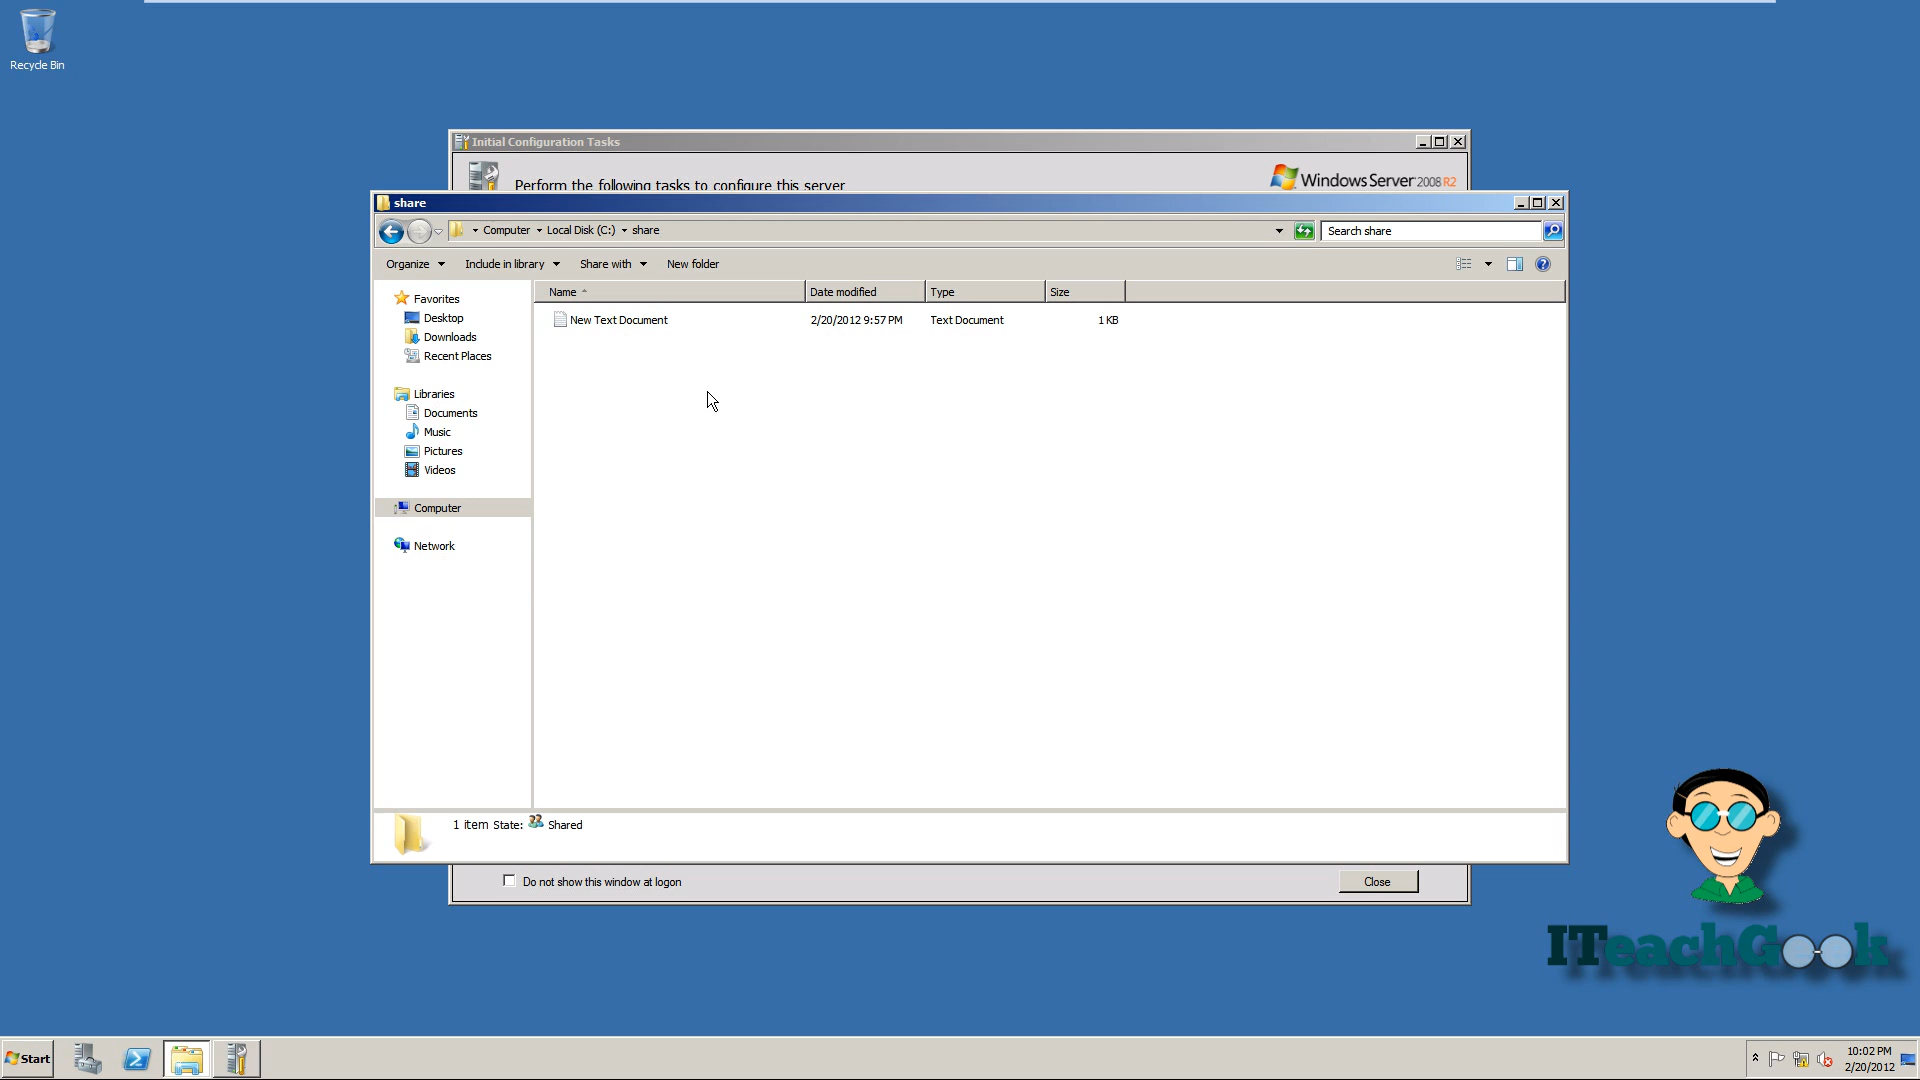 Recycle Bin
Initial Configuration Tasks
Perform the following tasks to configure this server
Windows Server 2008 R2
share
Computer Local Disk (C:) share
Search share
Organize Include in library Share with New folder
Name Date modified Type Size
New Text Document 2/20/2012 9:57 PM Text Document 1 KB
Favorites
Desktop
Downloads
Recent Places
Libraries
Documents
Music
Pictures
Videos
Computer
Network
1 item State: Shared
Do not show this window at logon
Close
ITeachGook
Start
10:02 PM
2/20/2012